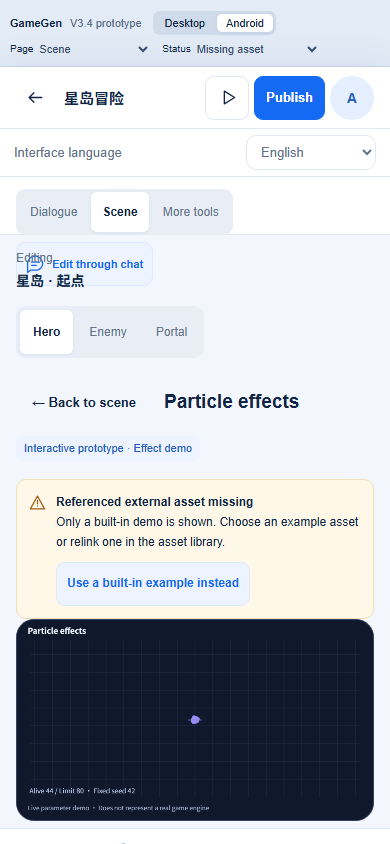 GameGen V3.4 prototype Desktop Android
Page Scene Status Missing asset
星岛冒险 Publish A
Interface language English
Dialogue Scene More tools
Editing
Edit through chat
星岛 · 起点
Hero Enemy Portal
← Back to scene Particle effects
Interactive prototype · Effect demo
Referenced external asset missing
Only a built-in demo is shown. Choose an example asset
or relink one in the asset library.
Use a built-in example instead
Particle effects
Alive 44 / Limit 80 • Fixed seed 42
Live parameter demo • Does not represent a real game engine